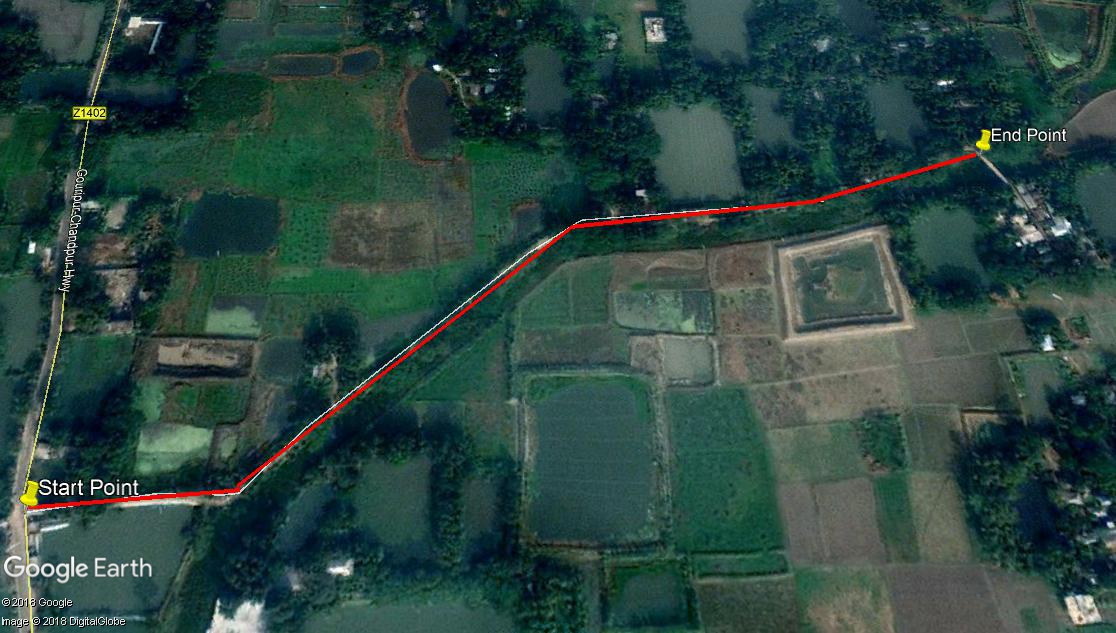 Z1402
End Point
Gouripur-Chandpur-Hwy
Start Point
Google Earth
© 2018 Google
Image © 2018 DigitalGlobe